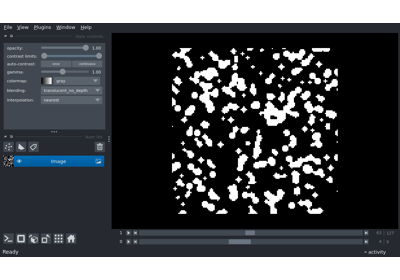 File View Plugins Window Help
opacity: 1.00
contrast limits:
auto-contrast: once continuous
gamma: 1.00
colormap: gray
blending: translucent_no_depth
interpolation: nearest
Image
1
0
Ready
activity